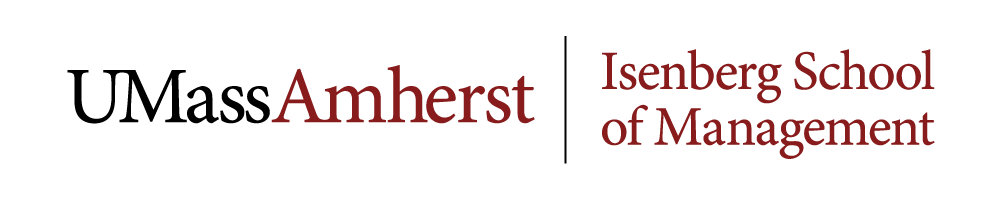 UMassAmherst
Isenberg School
of Management